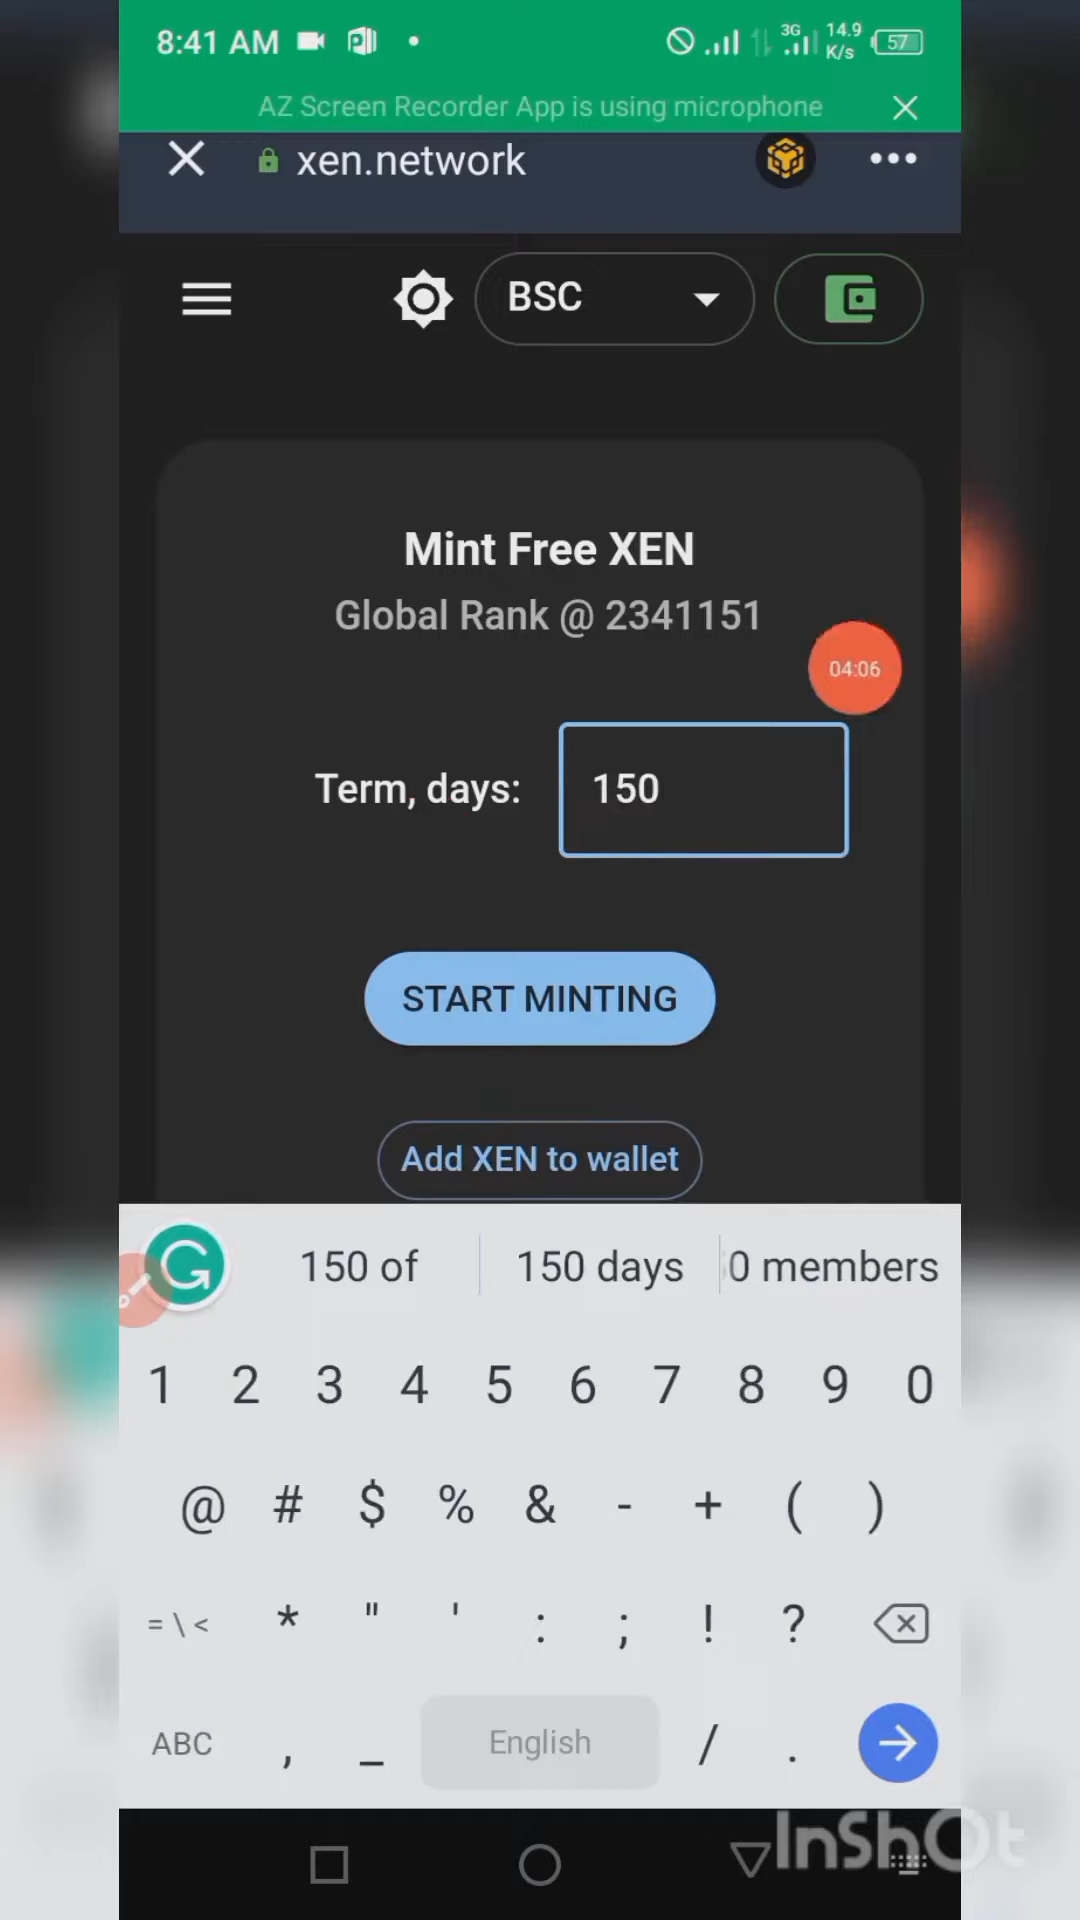 8:41 AM
3G 14.9 K/s 57
AZ Screen Recorder App is using microphone
xen.network
BSC
Mint Free XEN
Global Rank @ 2341151
04:06
Term, days: 150
START MINTING
Add XEN to wallet
150 of 150 days 0 members
1 2 3 4 5 6 7 8 9 0
@ # $ % & - + ( )
= \ < * " ' : ; ! ?
ABC , _ English / .
InShOt